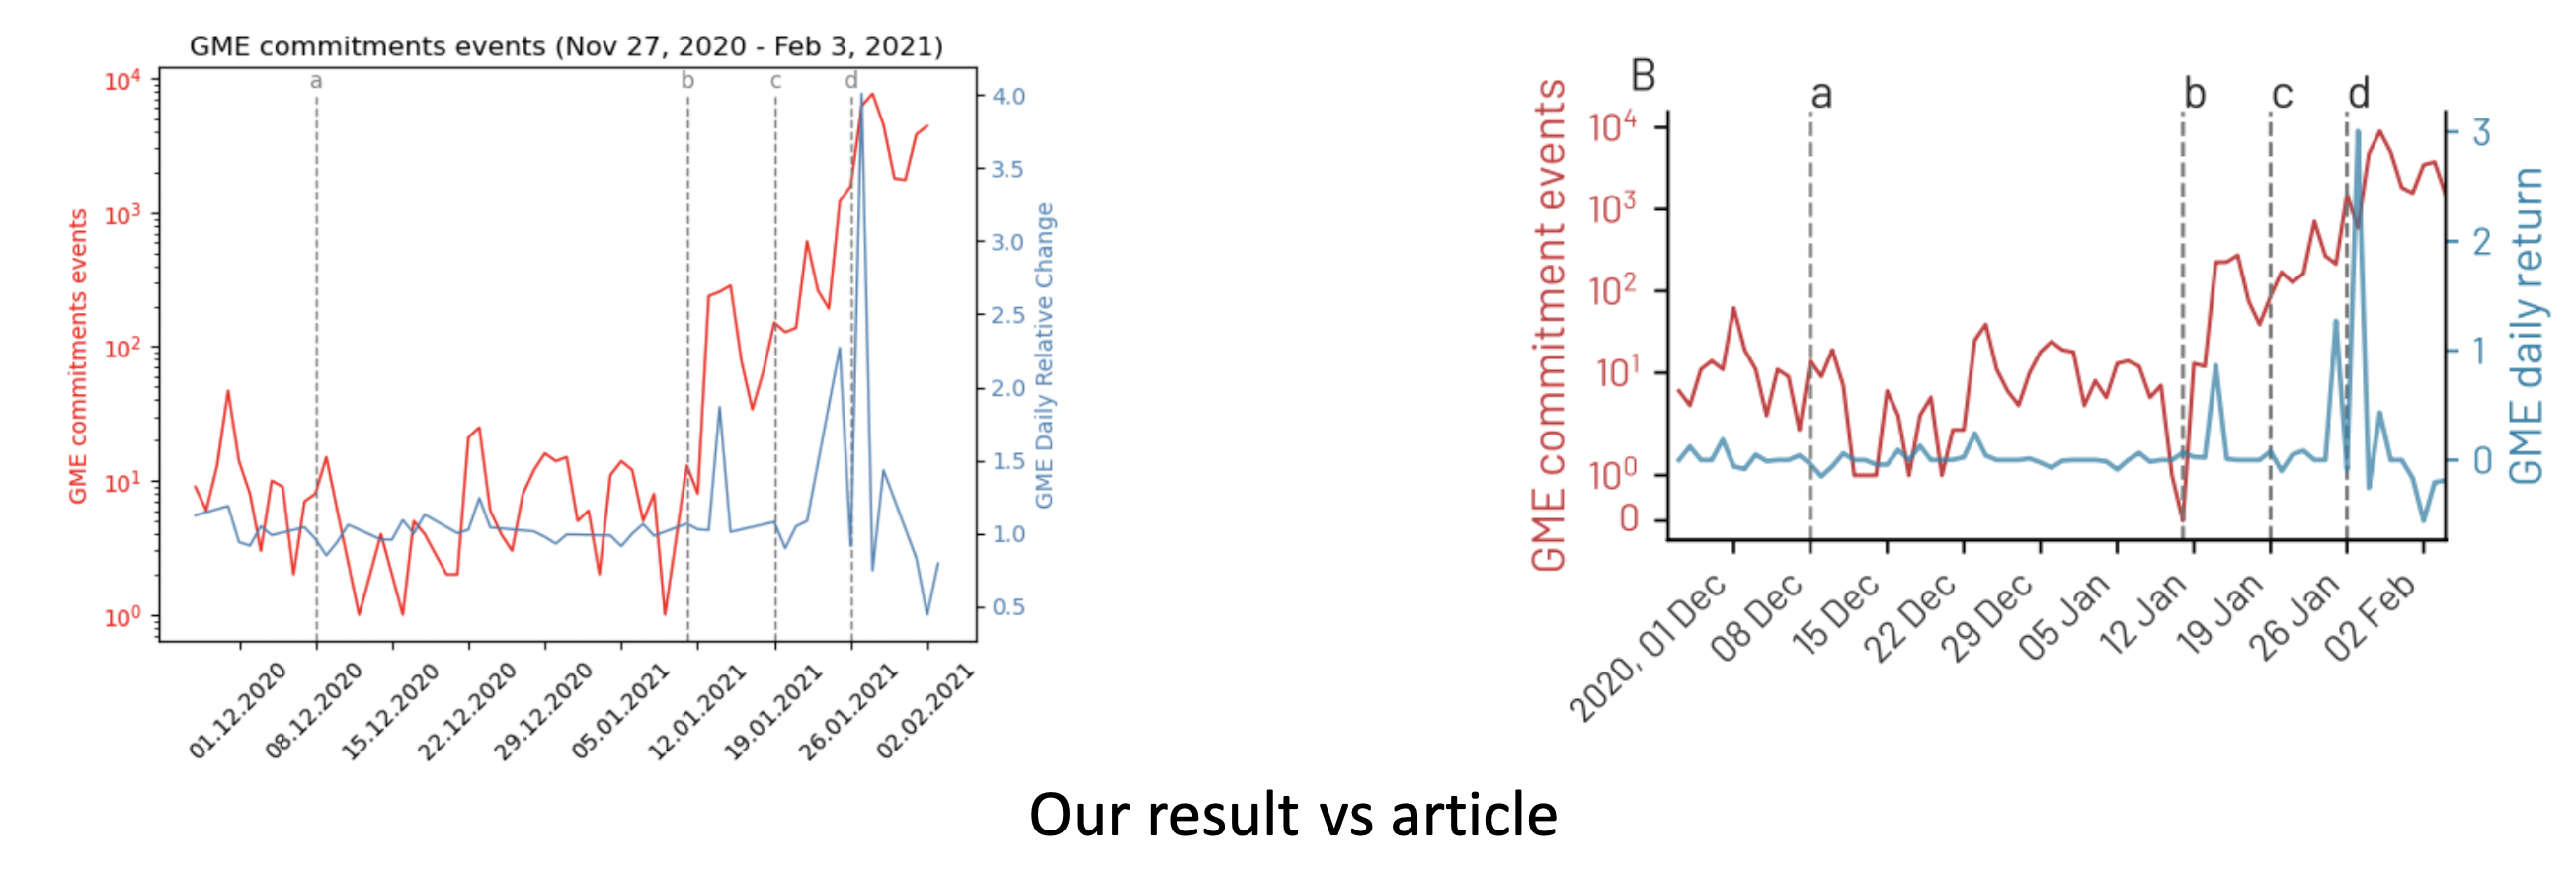 GME commitments events (Nov 27, 2020 - Feb 3, 2021)
a
b
c
d
10⁴
10³
10²
10¹
10⁰
GME commitments events
4.0
3.5
3.0
2.5
2.0
1.5
1.0
0.5
GME Daily Relative Change
01.12.2020
08.12.2020
15.12.2020
22.12.2020
29.12.2020
05.01.2021
12.01.2021
19.01.2021
26.01.2021
02.02.2021
B
a
b
c
d
10⁴
10³
10²
10¹
10⁰
0
GME commitment events
3
2
1
0
GME daily return
2020, 01 Dec
08 Dec
15 Dec
22 Dec
29 Dec
05 Jan
12 Jan
19 Jan
26 Jan
02 Feb
Our result vs article